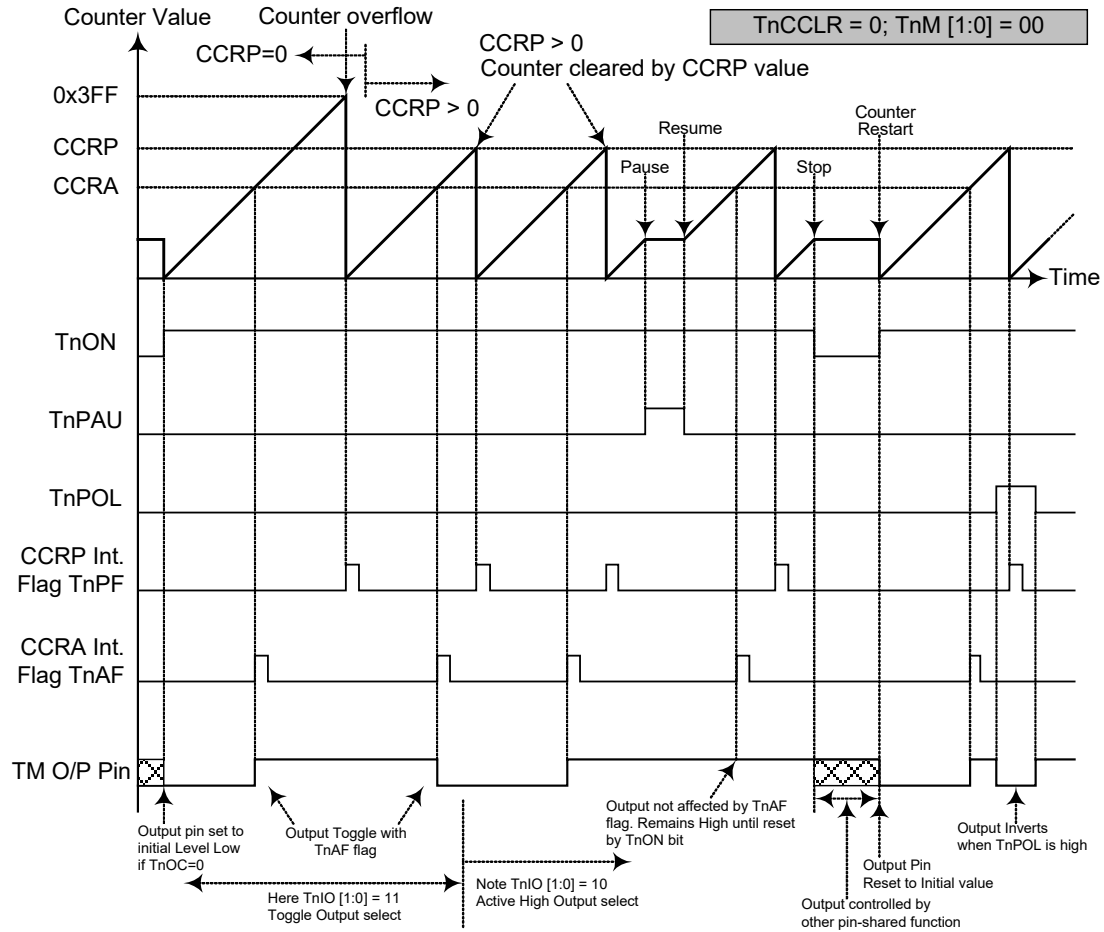 Counter Value
Counter overflow
TnCCLR = 0; TnM [1:0] = 00
CCRP=0
CCRP > 0
CCRP > 0
Counter cleared by CCRP value
0x3FF
CCRP
CCRA
Pause
Resume
Stop
Counter
Restart
Time
TnON
TnPAU
TnPOL
CCRP Int.
Flag TnPF
CCRA Int.
Flag TnAF
TM O/P Pin
Output pin set to
initial Level Low
if TnOC=0
Output Toggle with
TnAF flag
Output not affected by TnAF
flag. Remains High until reset
by TnON bit
Output Inverts
when TnPOL is high
Output Pin
Reset to Initial value
Here TnIO [1:0] = 11
Toggle Output select
Note TnIO [1:0] = 10
Active High Output select
Output controlled by
other pin-shared function